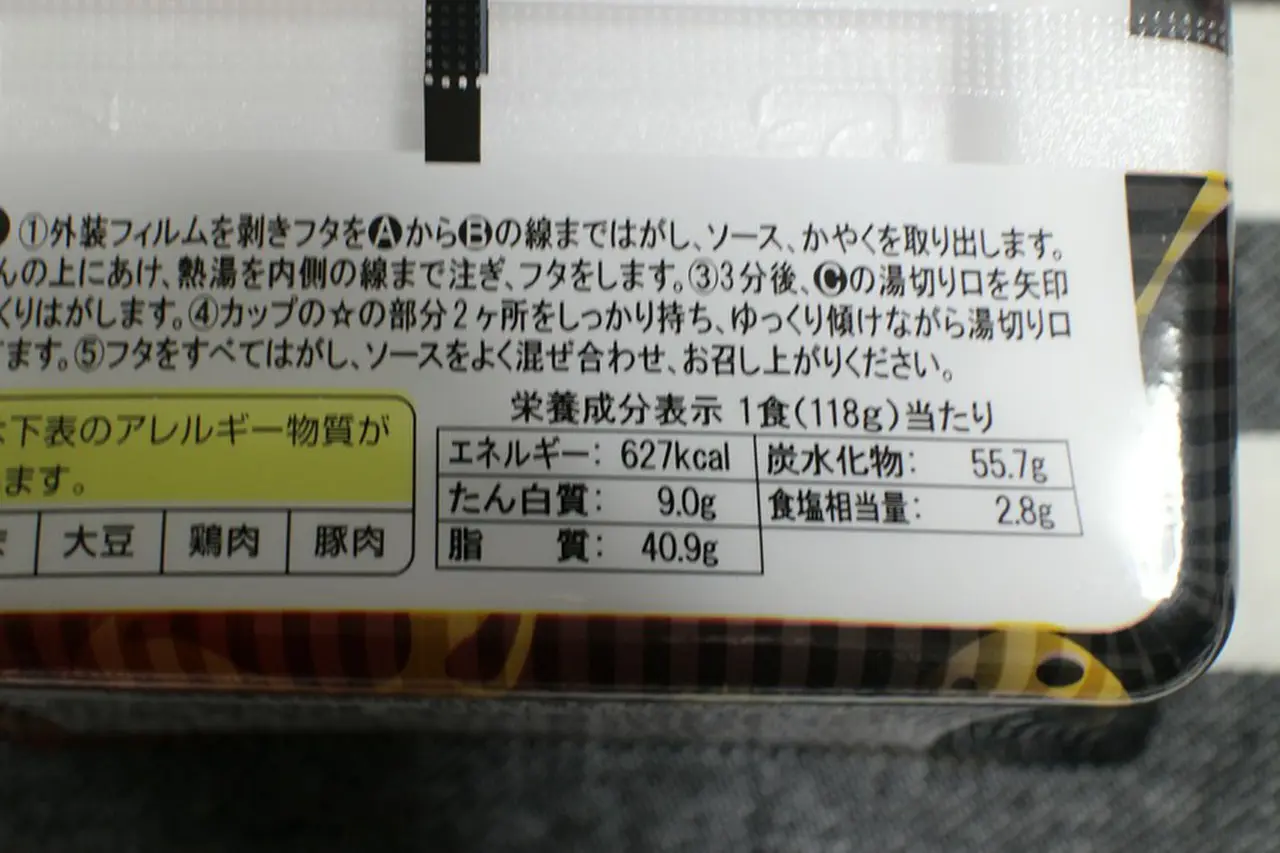 ①外装フィルムを剥きフタをAからBの線まではがし、ソース、かやくを取り出します。
んの上にあけ、熱湯を内側の線まで注ぎ、フタをします。③3分後、Cの湯切り口を矢印
くりはがします。④カップの☆の部分2ヶ所をしっかり持ち、ゆっくり傾けながら湯切り口
ます。⑤フタをすべてはがし、ソースをよく混ぜ合わせ、お召し上がりください。
下表のアレルギー物質が
ます。
大豆 鶏肉 豚肉
栄養成分表示 1食(118g)当たり
エネルギー: 627kcal 炭水化物: 55.7g
たん白質: 9.0g 食塩相当量: 2.8g
脂 質: 40.9g